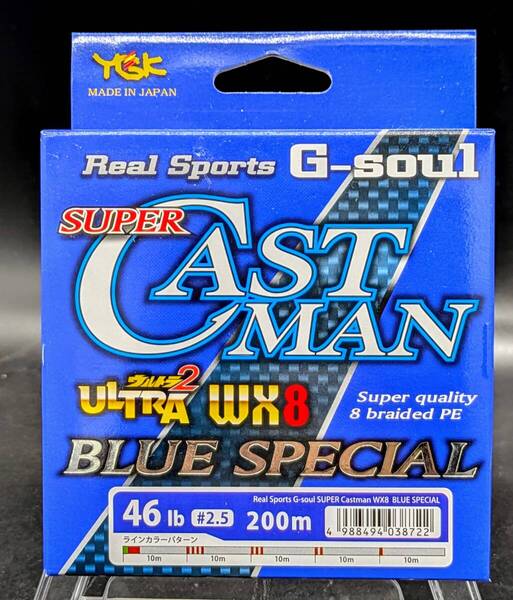 YGK
MADE IN JAPAN
Real Sports G-soul
SUPER
CAST
MAN
ウルトラ2
ULTRA WX8
Super quality
8 braided PE
BLUE SPECIAL
Real Sports G-soul SUPER Castman WX8 BLUE SPECIAL
46 lb #2.5 200m
4 988494 038722
ラインカラーパターン
10m 10m 10m 10m 10m